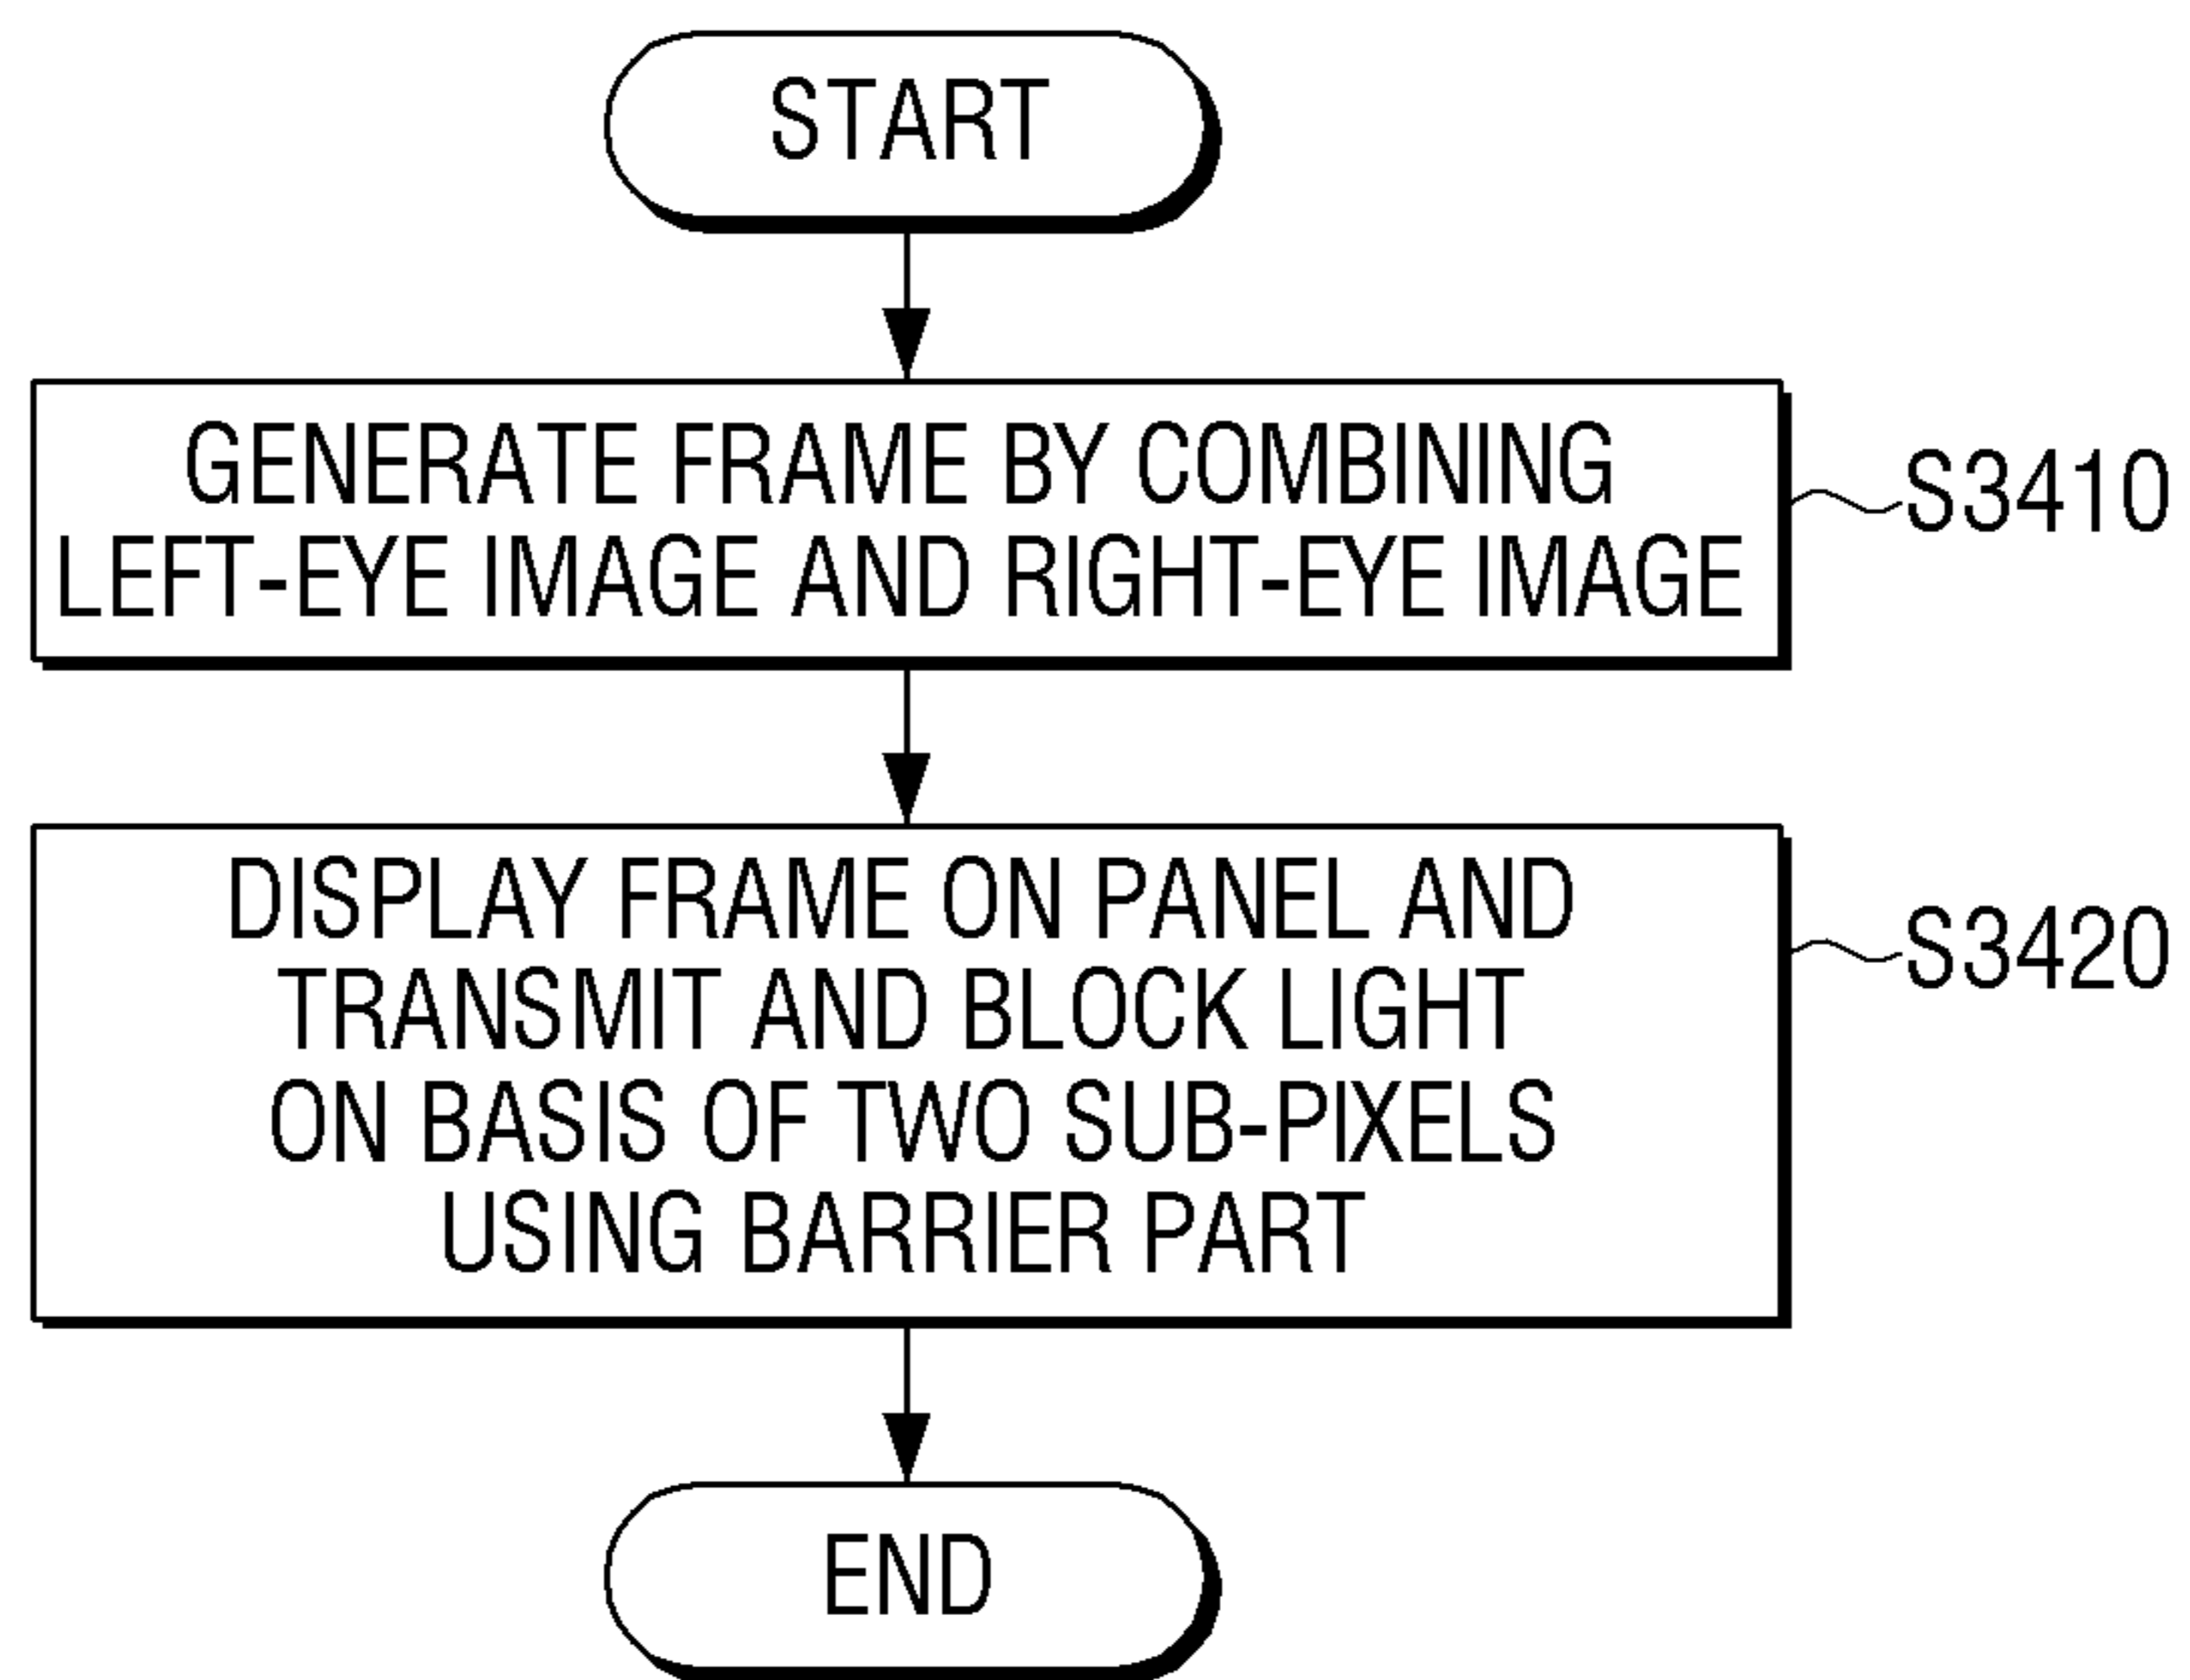 START
GENERATE FRAME BY COMBINING
LEFT-EYE IMAGE AND RIGHT-EYE IMAGE
S3410
DISPLAY FRAME ON PANEL AND
TRANSMIT AND BLOCK LIGHT
ON BASIS OF TWO SUB-PIXELS
USING BARRIER PART
S3420
END